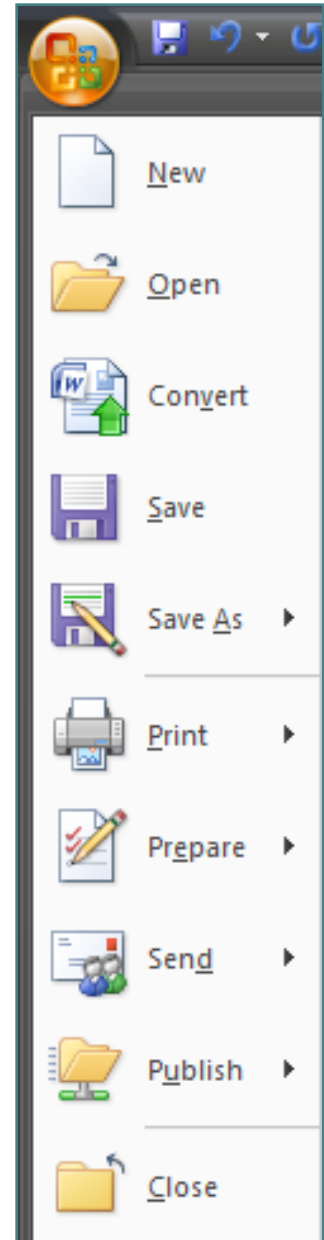 New
Open
Convert
Save
Save As
Print
Prepare
Send
Publish
Close